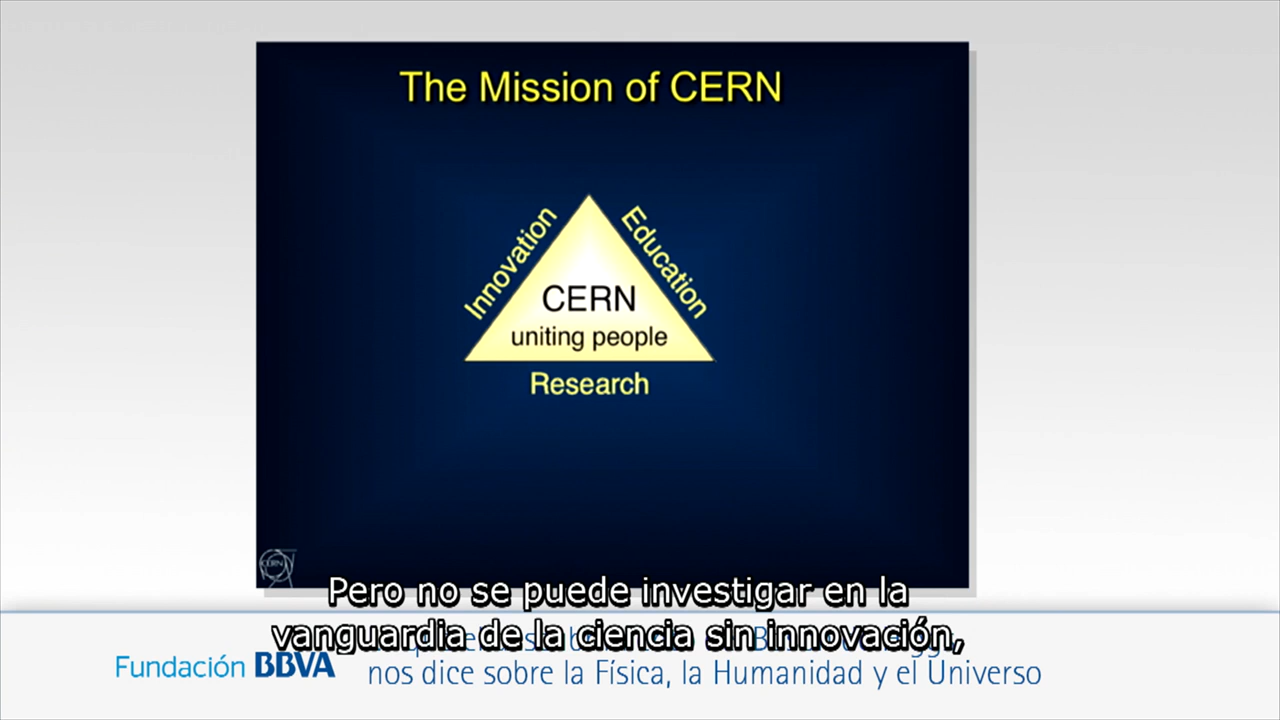 The Mission of CERN
Innovation
Education
CERN
uniting people
Research
CERN
Pero no se puede investigar en la
vanguardia de la ciencia sin innovación,
Fundación BBVA
nos dice sobre la Física, la Humanidad y el Universo